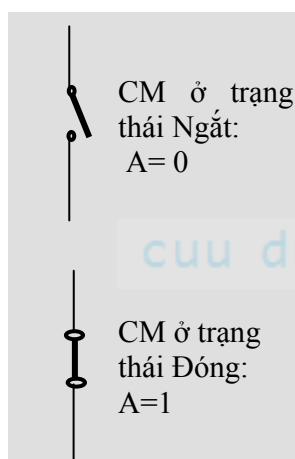 CM ở trạng
thái Ngắt:
A= 0
cuu d
CM ở trạng
thái Đóng:
A=1